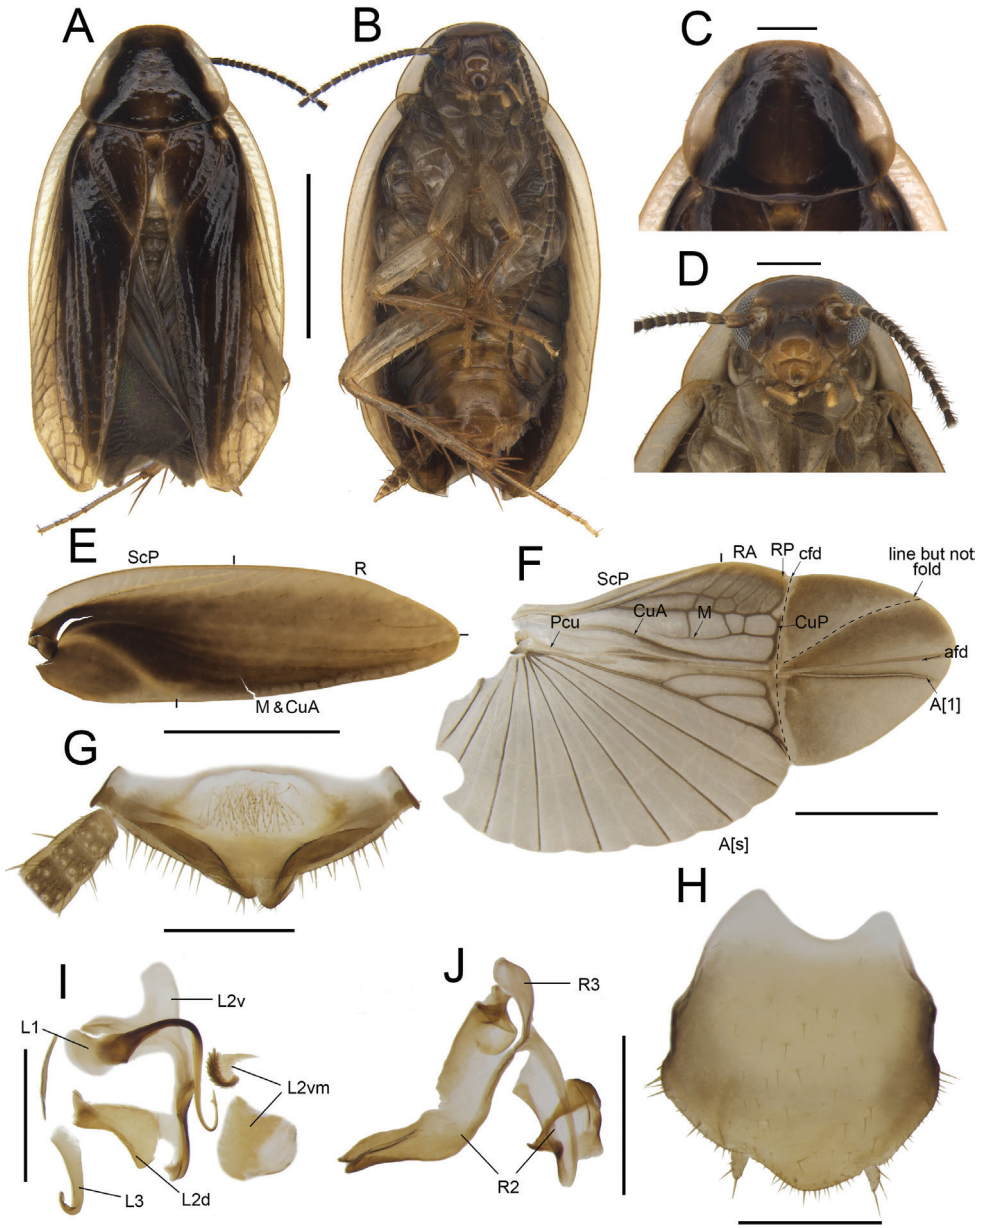 A
B
C
D
E
ScP
R
M & CuA
F
ScP
RA
RP
cfd
line but not
fold
Pcu
CuA
M
CuP
afd
A[1]
A[s]
G
H
I
L1
L2v
L2vm
L2d
L3
J
R3
R2